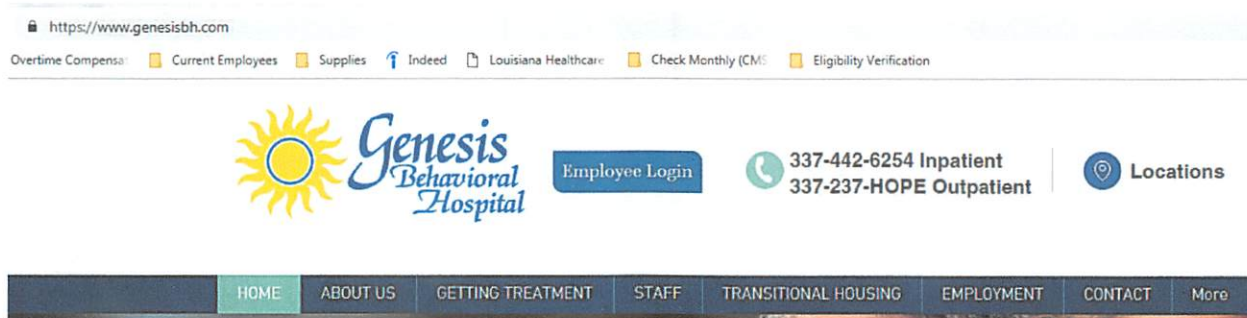 https://www.genesisbh.com
Overtime Compensa Current Employees Supplies Indeed Louisiana Healthcare Check Monthly (CMS Eligibility Verification
Genesis
Behavioral
Hospital
Employee Login
337-442-6254 Inpatient
337-237-HOPE Outpatient
Locations
HOME ABOUT US GETTING TREATMENT STAFF TRANSITIONAL HOUSING EMPLOYMENT CONTACT More